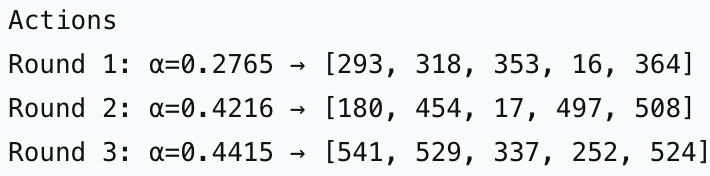 Actions
Round 1: α=0.2765 → [293, 318, 353, 16, 364]
Round 2: α=0.4216 → [180, 454, 17, 497, 508]
Round 3: α=0.4415 → [541, 529, 337, 252, 524]